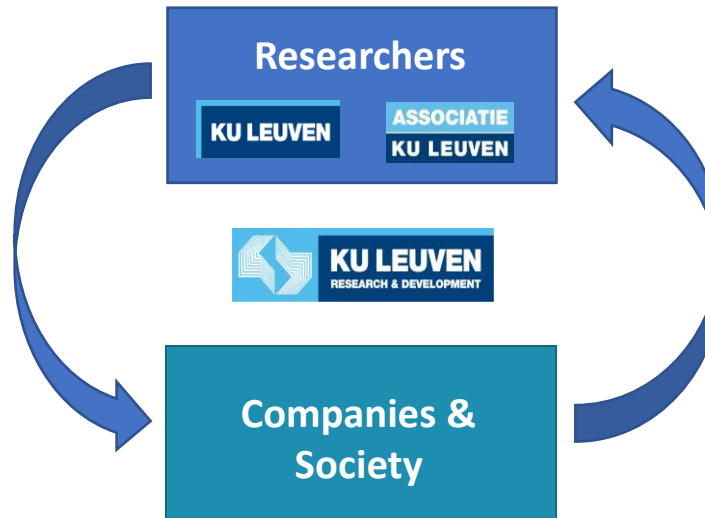 Researchers
KU LEUVEN
ASSOCIATIE
KU LEUVEN
KU LEUVEN
RESEARCH & DEVELOPMENT
Companies &
Society